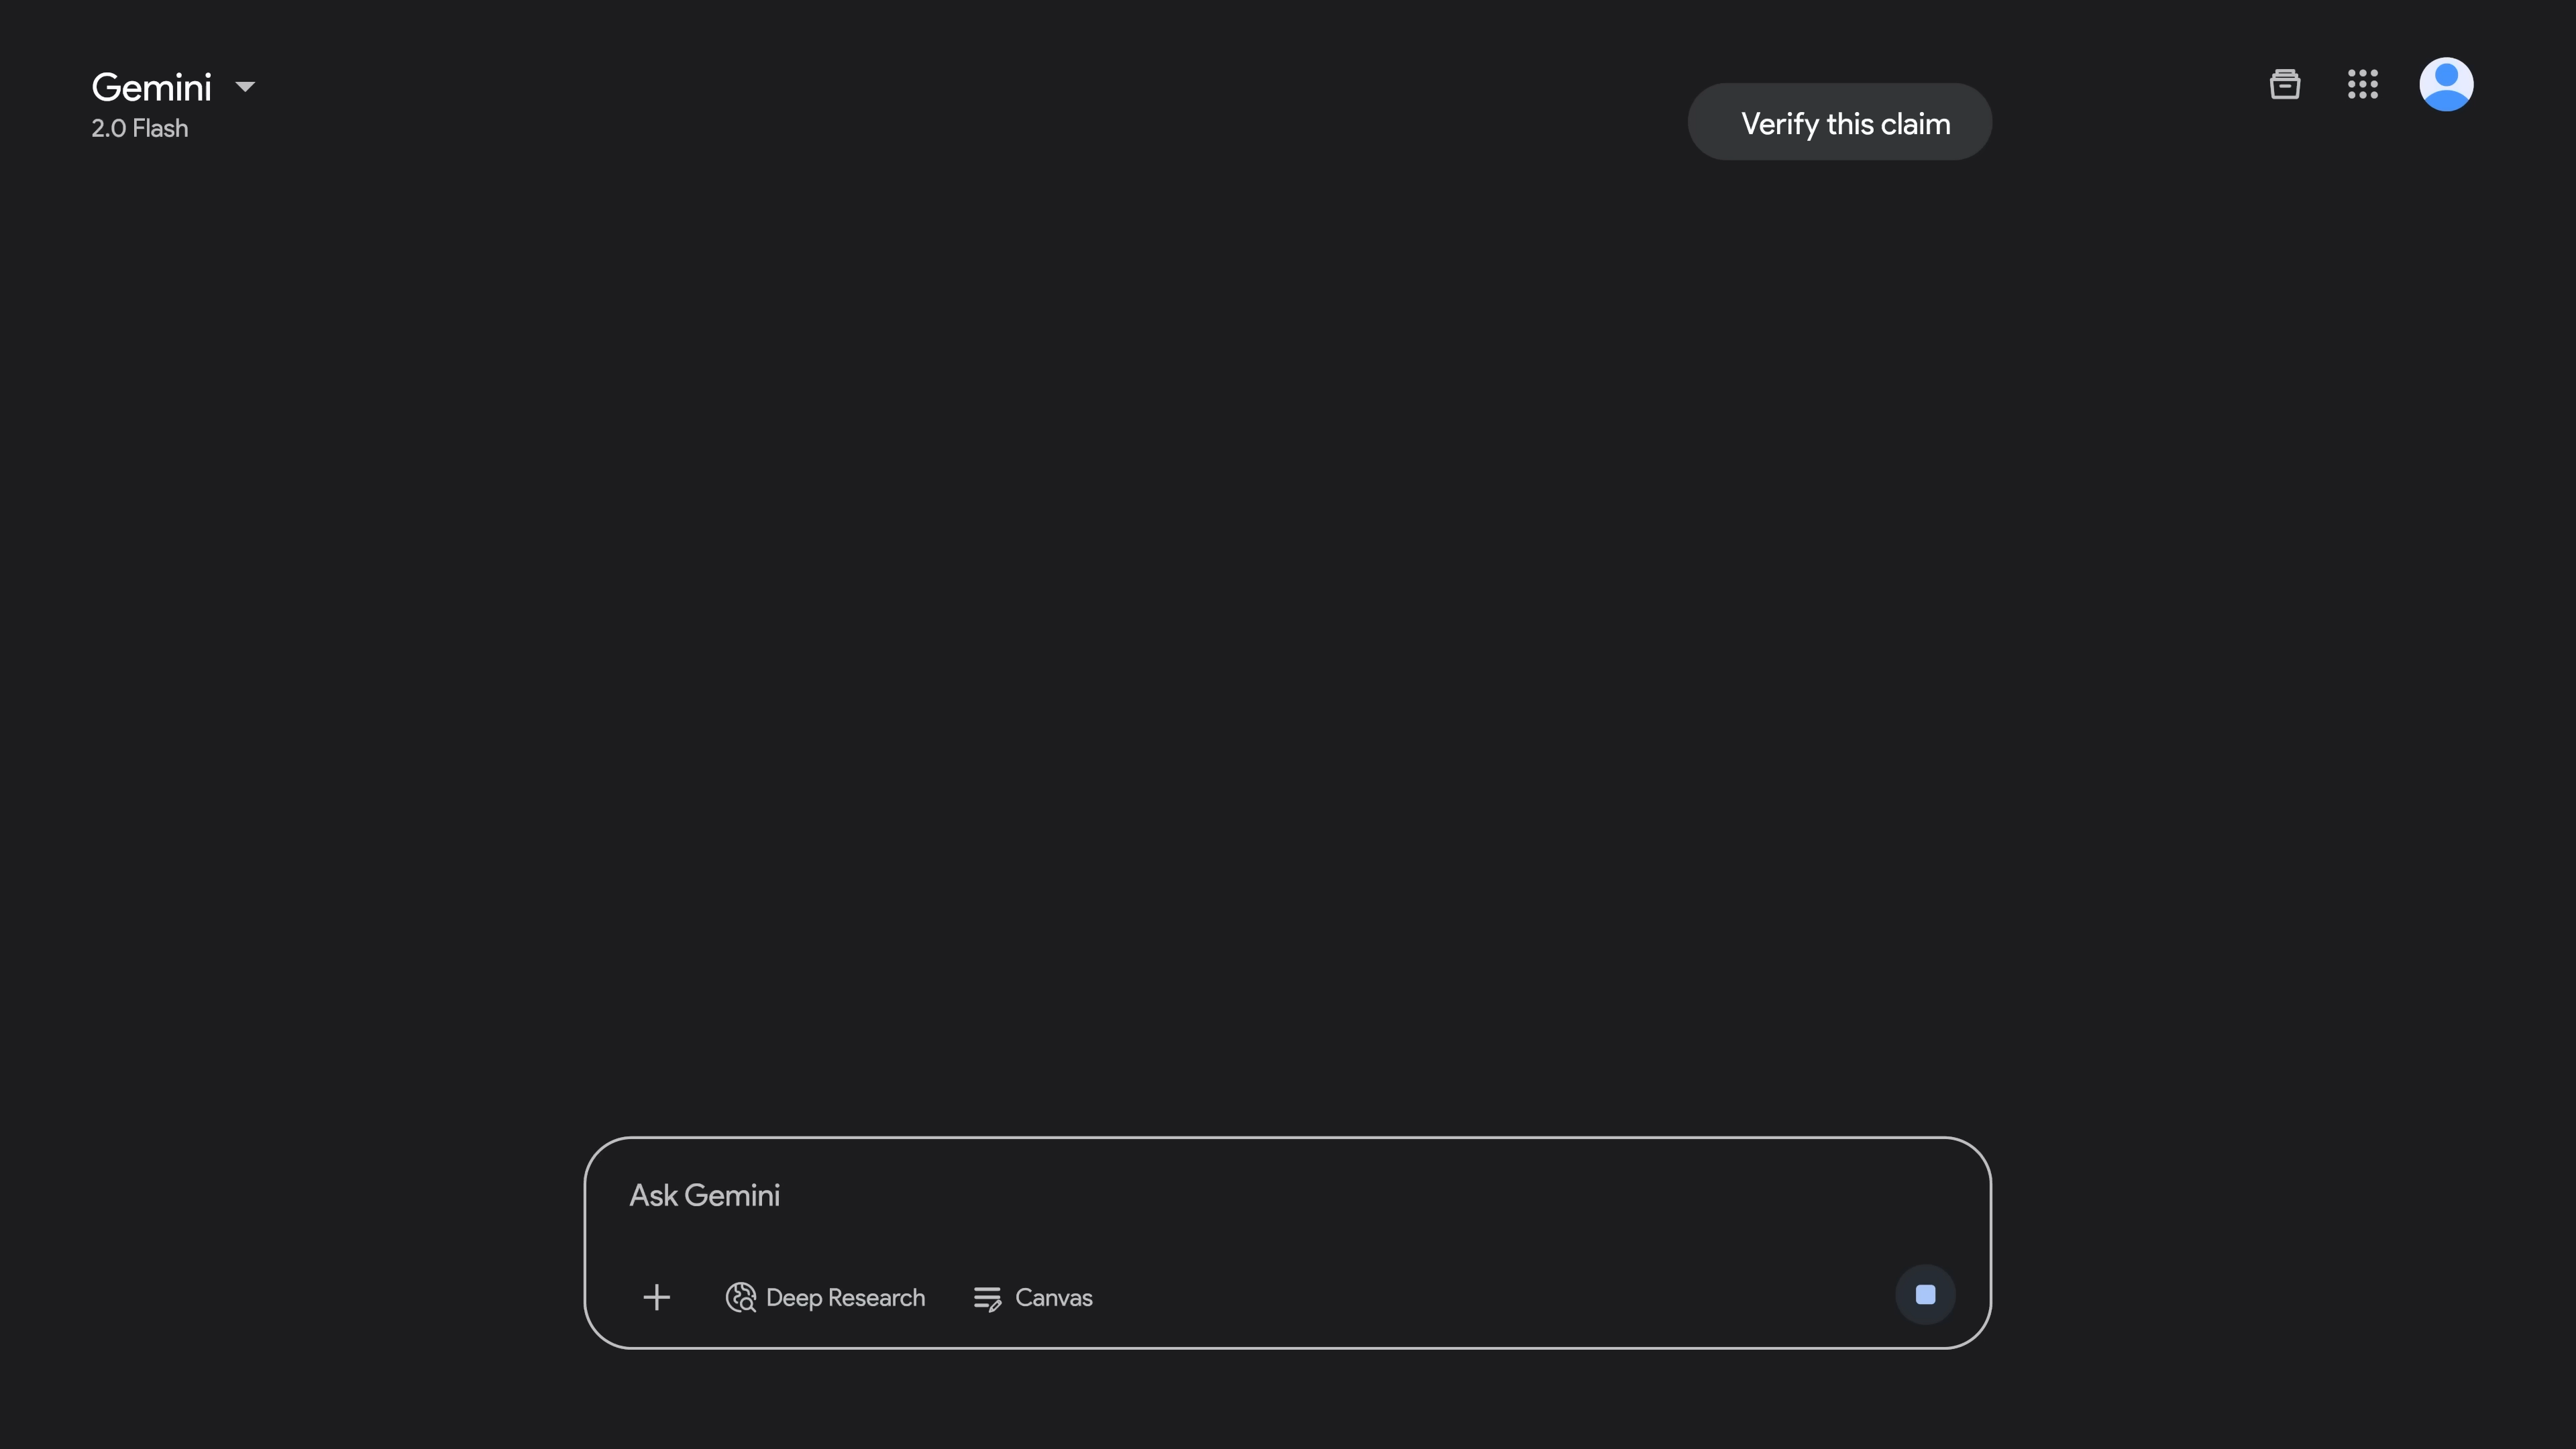 Gemini
2.0 Flash
Verify this claim
Ask Gemini
Deep Research
Canvas